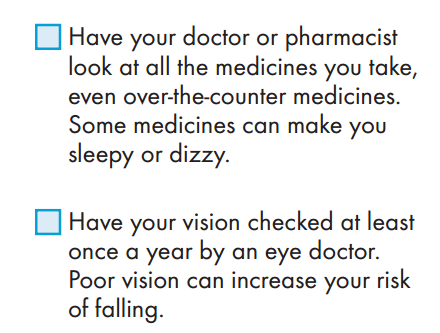 Have your doctor or pharmacist
look at all the medicines you take,
even over-the-counter medicines.
Some medicines can make you
sleepy or dizzy.
Have your vision checked at least
once a year by an eye doctor.
Poor vision can increase your risk
of falling.